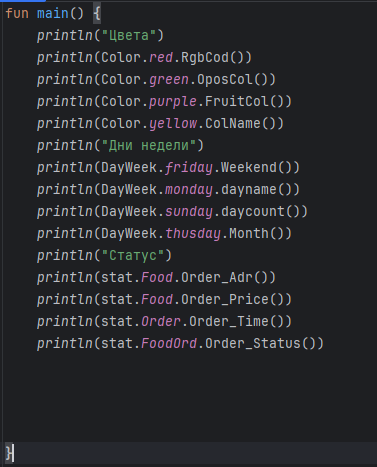 fun main() {
println("Цвета")
println(Color.red.RgbCod())
println(Color.green.OposCol())
println(Color.purple.FruitCol())
println(Color.yellow.ColName())
println("Дни недели")
println(DayWeek.friday.Weekend())
println(DayWeek.monday.dayname())
println(DayWeek.sunday.daycount())
println(DayWeek.thusday.Month())
println("Статус")
println(stat.Food.Order_Adr())
println(stat.Food.Order_Price())
println(stat.Order.Order_Time())
println(stat.FoodOrd.Order_Status())
}